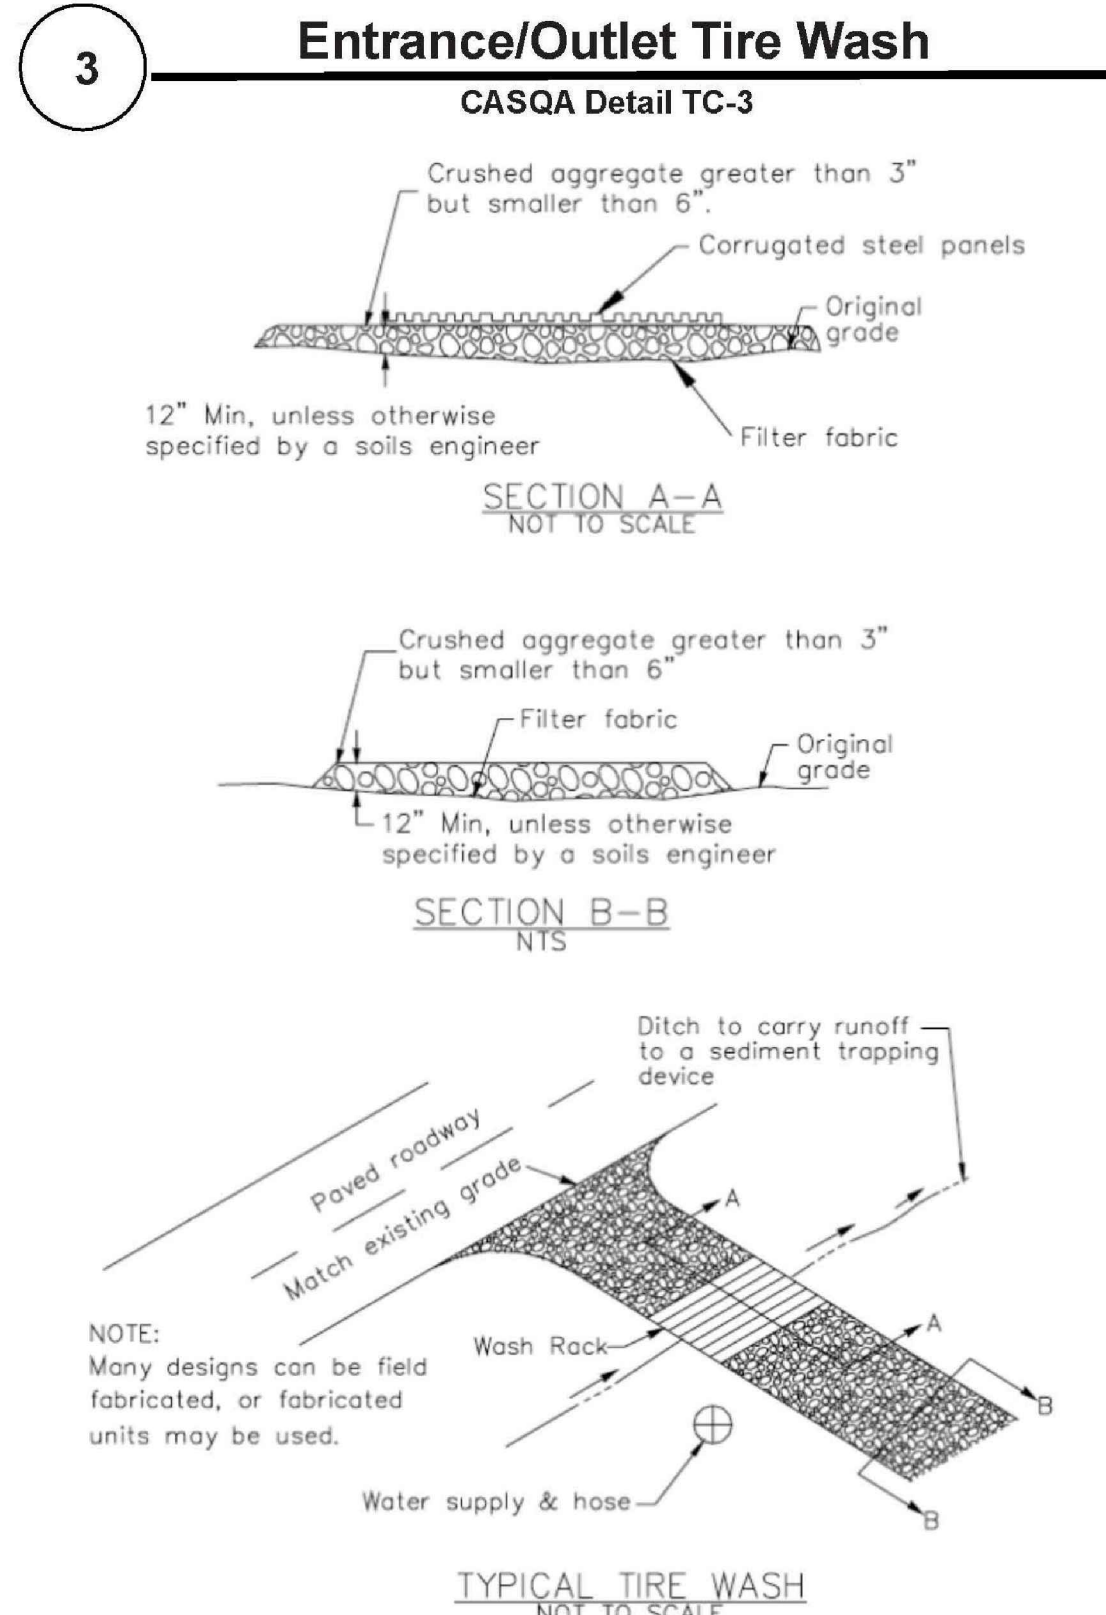 3
Entrance/Outlet Tire Wash
CASQA Detail TC-3
Crushed aggregate greater than 3"
but smaller than 6".
Corrugated steel panels
Original
grade
12" Min, unless otherwise
specified by a soils engineer
Filter fabric
SECTION A-A
NOT TO SCALE
Crushed aggregate greater than 3"
but smaller than 6"
Filter fabric
Original
grade
12" Min, unless otherwise
specified by a soils engineer
SECTION B-B
NTS
Ditch to carry runoff
to a sediment trapping
device
Paved roadway
Match existing grade
A
A
NOTE:
Many designs can be field
fabricated, or fabricated
units may be used.
Wash Rack
B
Water supply & hose
B
TYPICAL TIRE WASH
NOT TO SCALE